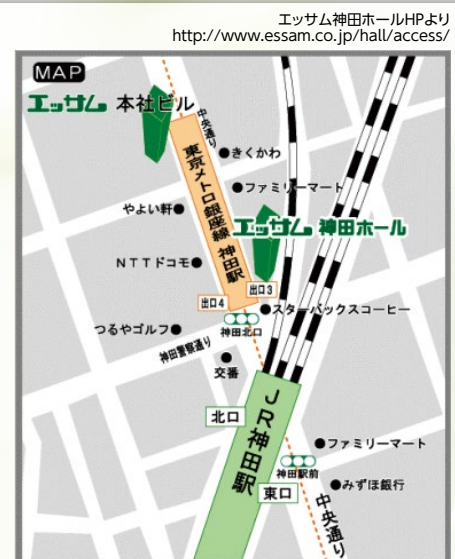 エッサム神田ホールHPより
http://www.essam.co.jp/hall/access/
MAP
エッサム 本社ビル
中央通り
きくかわ
東京メトロ銀座線 神田駅
ファミリーマート
やよい軒
エッサム 神田ホール
NTTドコモ
出口3
出口4
スターバックスコーヒー
神田北口
つるやゴルフ
神田警察通り
交番
JR神田駅
北口
ファミリーマート
神田駅前
みずほ銀行
東口
中央通り